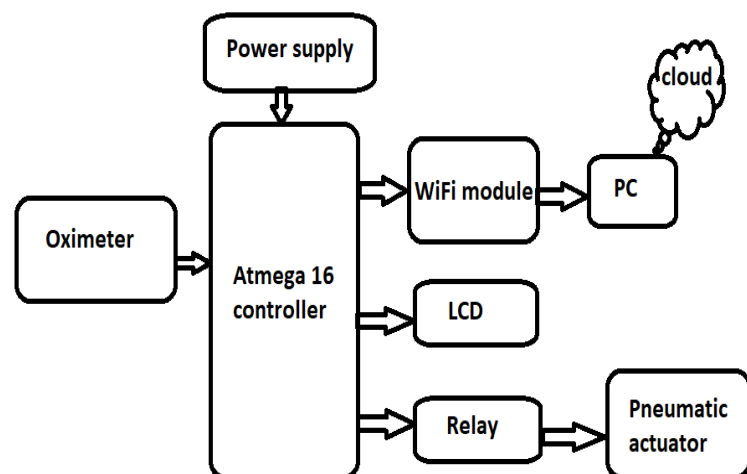 Power supply
cloud
WiFi module
PC
Oximeter
Atmega 16
controller
LCD
Relay
Pneumatic
actuator